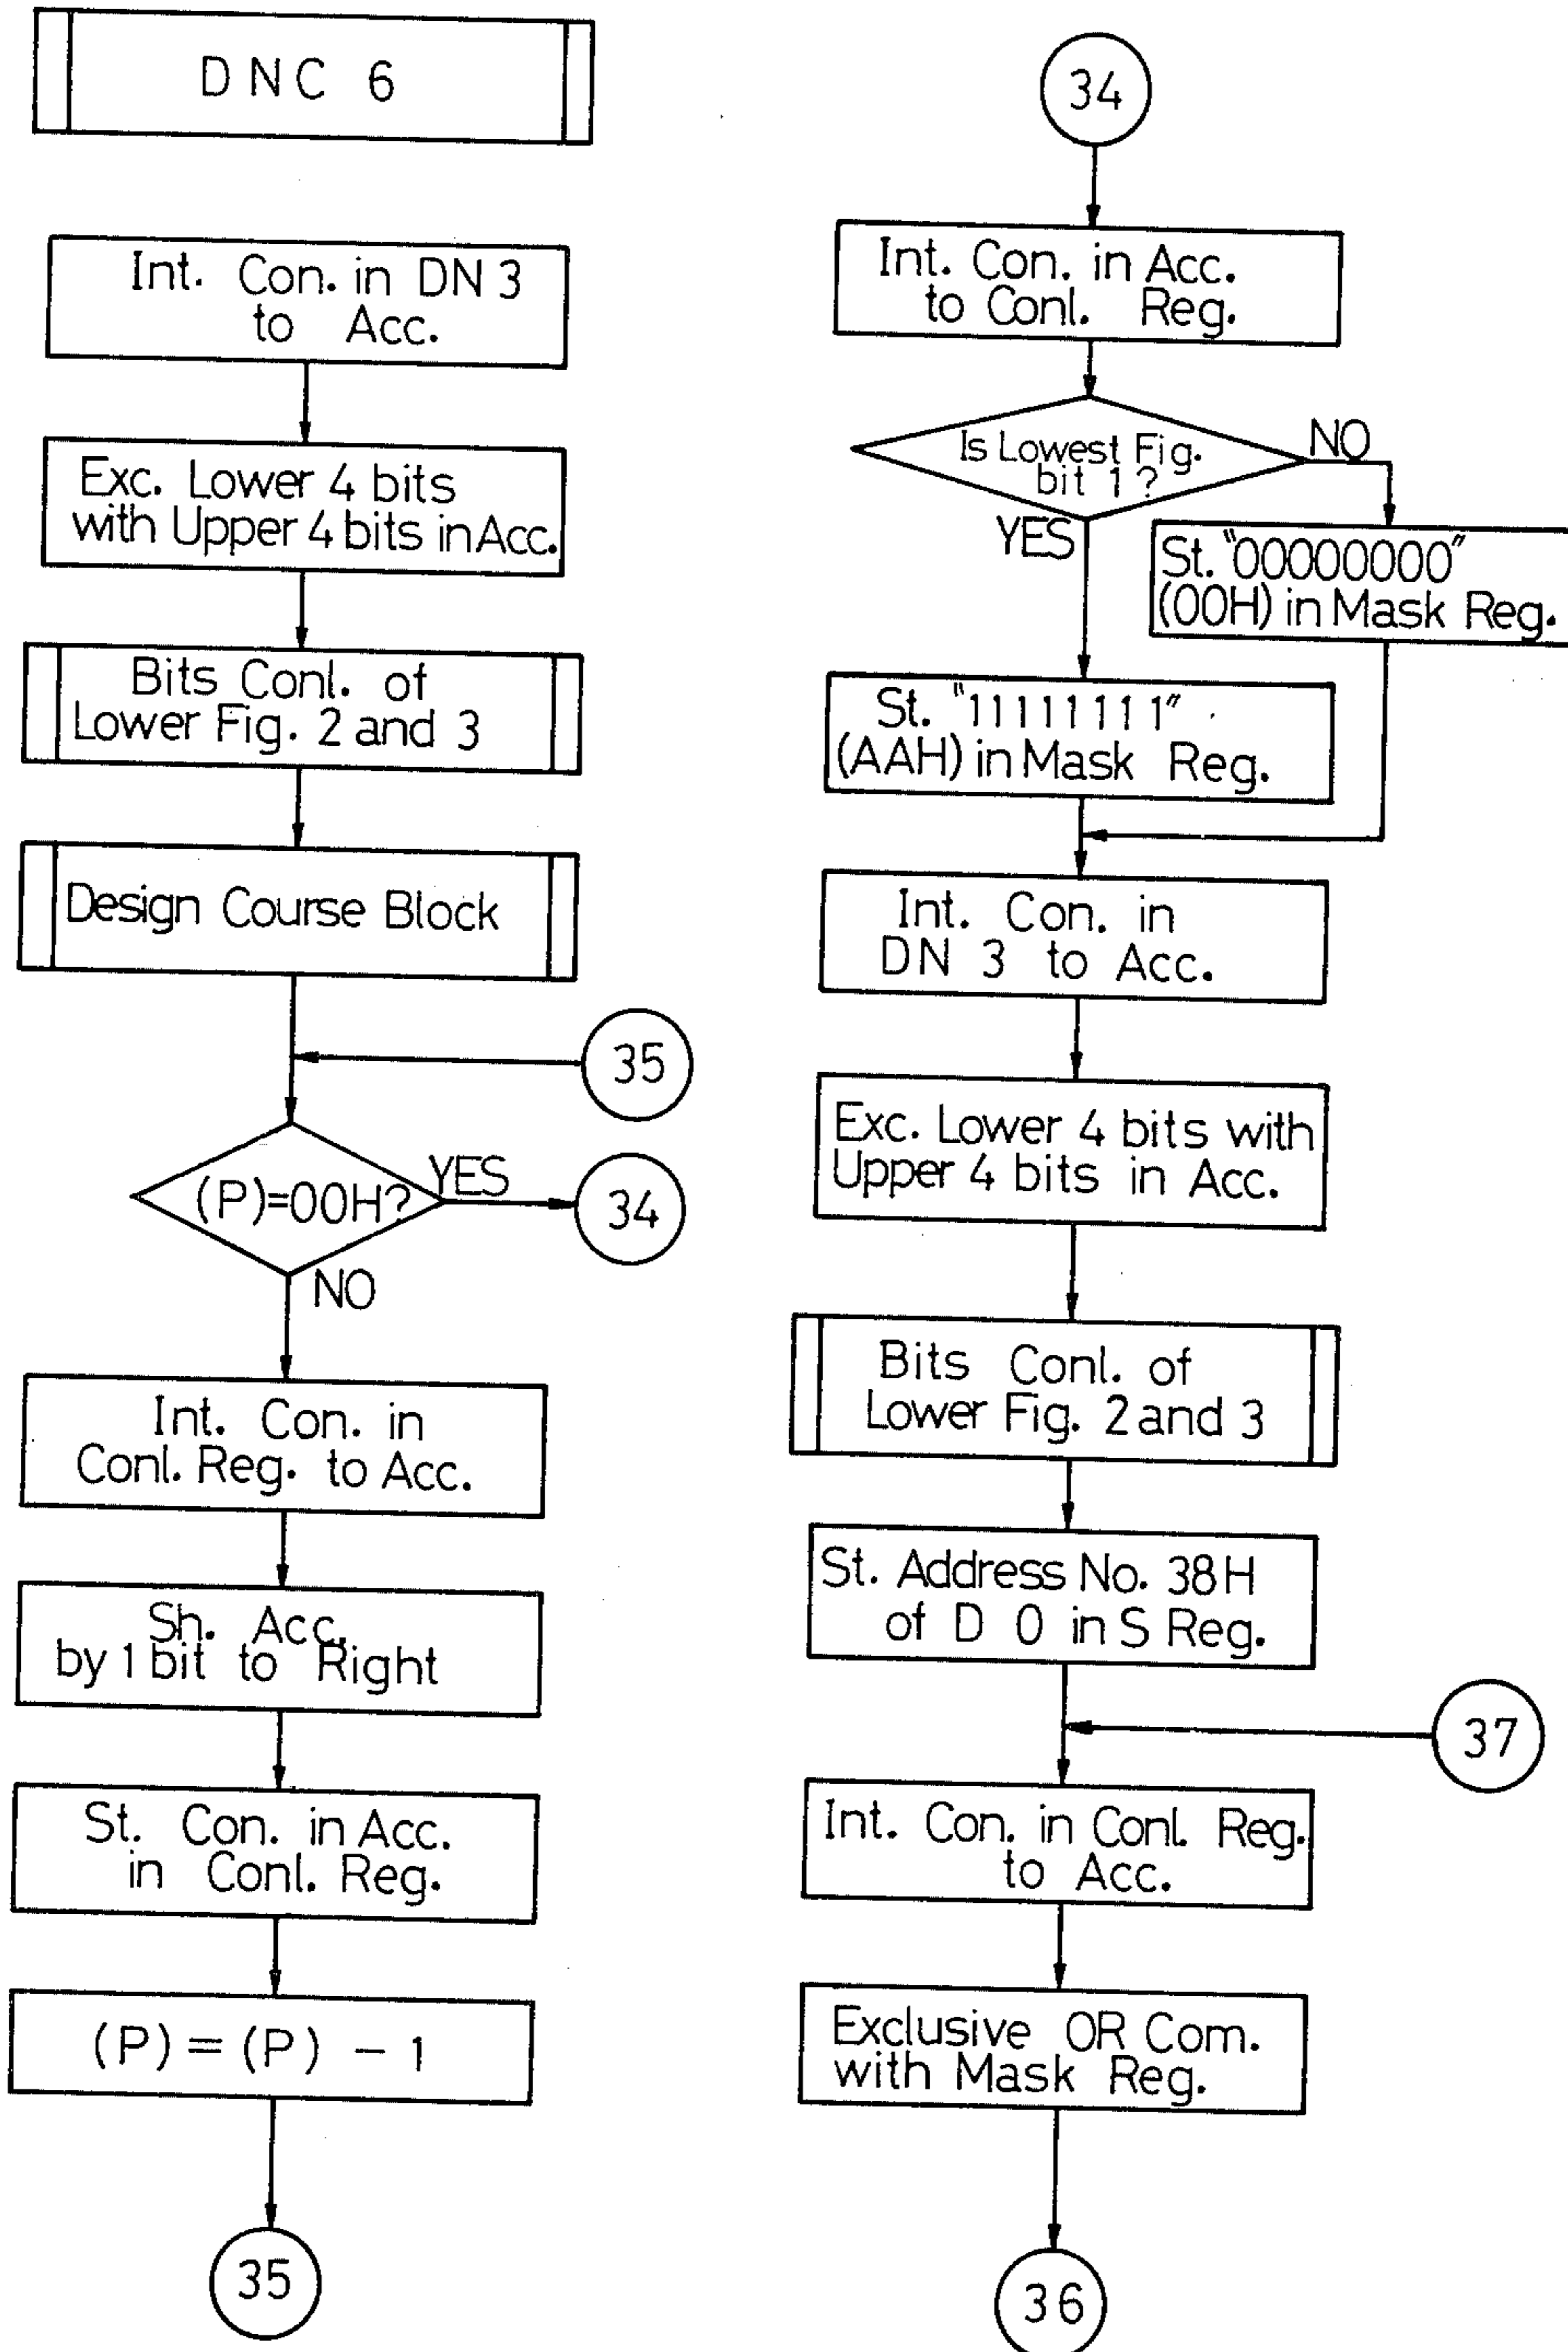 DNC 6
Int. Con. in DN 3
to Acc.
Exc. Lower 4 bits
with Upper 4 bits in Acc.
Bits Conl. of
Lower Fig. 2 and 3
Design Course Block
35
(P)=00H?
YES
34
NO
Int. Con. in
Conl. Reg. to Acc.
Sh. Acc.
by 1 bit to Right
St. Con. in Acc.
in Conl. Reg.
(P) = (P) - 1
35
34
Int. Con. in Acc.
to Conl. Reg.
Is Lowest Fig.
bit 1 ?
NO
YES
St. "00000000"
(00H) in Mask Reg.
St. "11111111"
(AAH) in Mask Reg.
Int. Con. in
DN 3 to Acc.
Exc. Lower 4 bits with
Upper 4 bits in Acc.
Bits Conl. of
Lower Fig. 2 and 3
St. Address No. 38H
of D 0 in S Reg.
37
Int. Con. in Conl. Reg.
to Acc.
Exclusive OR Com.
with Mask Reg.
36